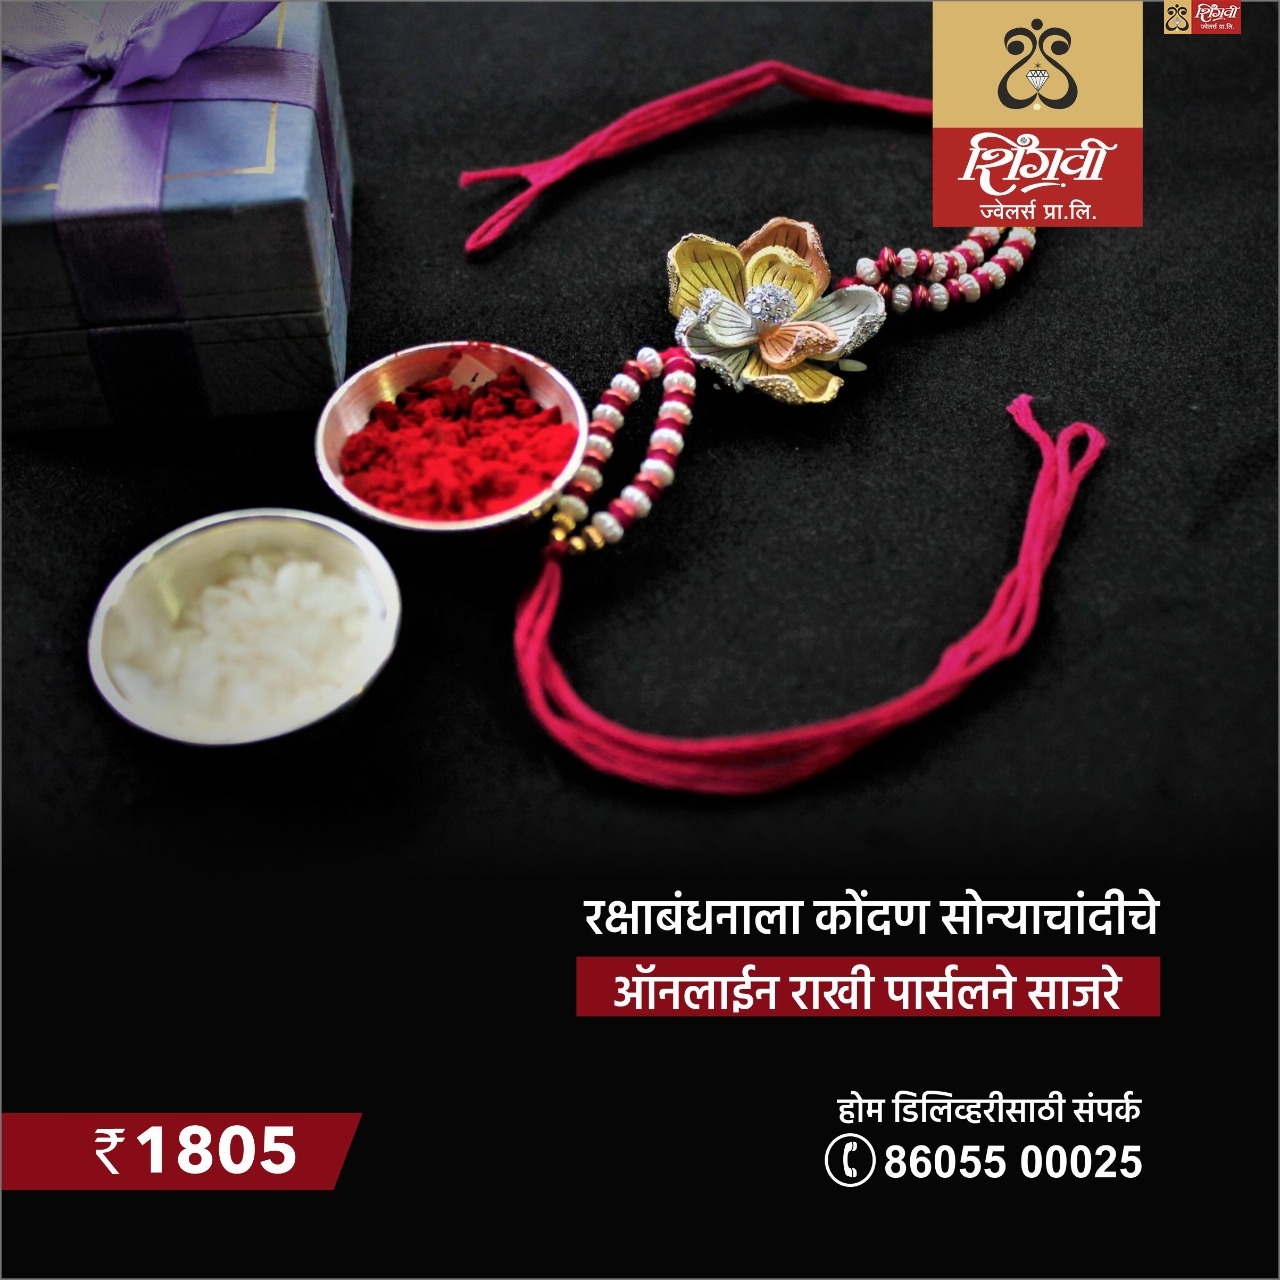 शिंगवी
ज्वेलर्स प्रा.लि.
शिंगवी
ज्वेलर्स प्रा.लि.
रक्षाबंधनाला कोंदण सोन्याचांदीचे
ऑनलाईन राखी पार्सलने साजरे
होम डिलिव्हरीसाठी संपर्क
86055 00025
₹1805